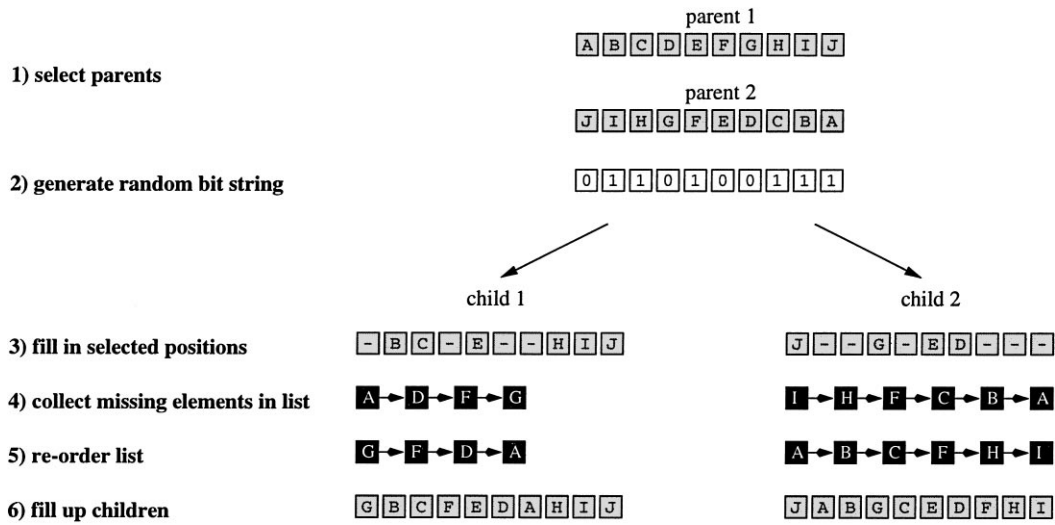 parent 1
A B C D E F G H I J
1) select parents
parent 2
J I H G F E D C B A
2) generate random bit string
0 1 1 0 1 0 0 1 1 1
child 1 child 2
3) fill in selected positions - B C - E - - H I J J - - G - E D - - -
4) collect missing elements in list A D F G I H F C B A
5) re-order list G F D A A B C F H I
6) fill up children G B C F E D A H I J J A B G C E D F H I